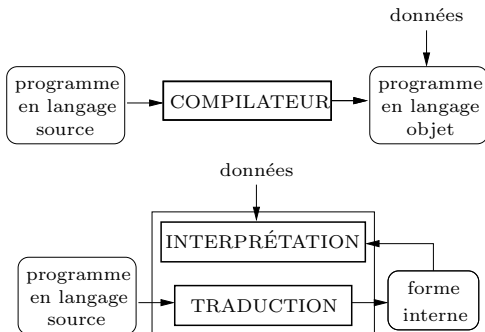 données
programme
en langage
source
COMPILATEUR
programme
en langage
objet
données
INTERPRÉTATION
programme
en langage
source
TRADUCTION
forme
interne